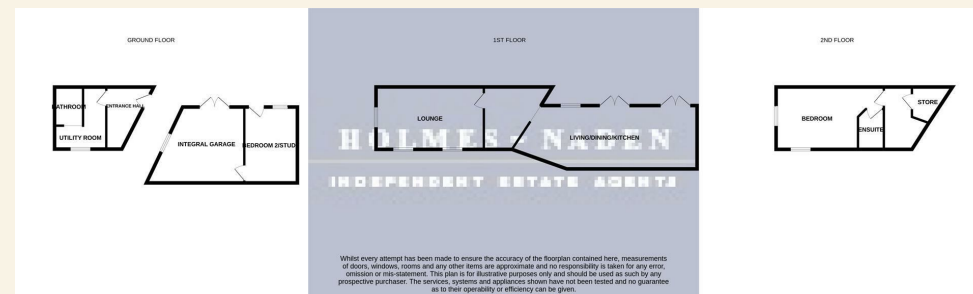 GROUND FLOOR
1ST FLOOR
2ND FLOOR
BATHROOM
ENTRANCE HALL
UTILITY ROOM
INTEGRAL GARAGE
BEDROOM 2/STUD
LOUNGE
LIVING/DINING/KITCHEN
BEDROOM
ENSUITE
STORE
HOLMES - NADEN
INDEPENDENT ESTATE AGENTS
Whilst every attempt has been made to ensure the accuracy of the floorplan contained here, measurements
of doors, windows, rooms and any other items are approximate and no responsibility is taken for any error,
omission or mis-statement. This plan is for illustrative purposes only and should be used as such by any
prospective purchaser. The services, systems and appliances shown have not been tested and no guarantee
as to their operability or efficiency can be given.